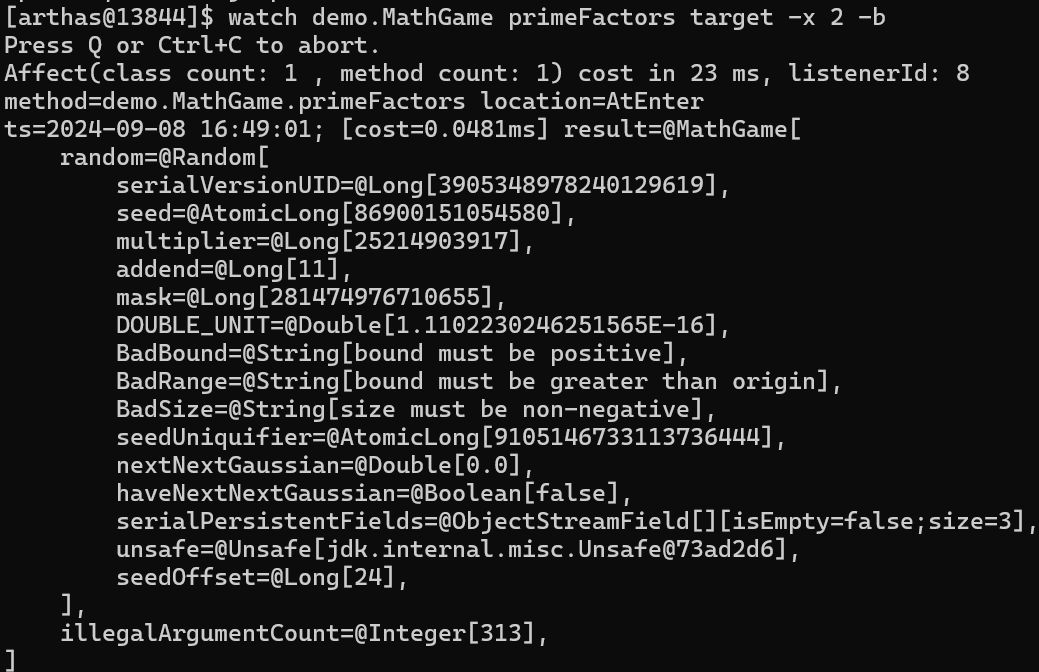 [arthas@13844]$ watch demo.MathGame primeFactors target -x 2 -b
Press Q or Ctrl+C to abort.
Affect(class count: 1 , method count: 1) cost in 23 ms, listenerId: 8
method=demo.MathGame.primeFactors location=AtEnter
ts=2024-09-08 16:49:01; [cost=0.0481ms] result=@MathGame[
    random=@Random[
        serialVersionUID=@Long[3905348978240129619],
        seed=@AtomicLong[86900151054580],
        multiplier=@Long[25214903917],
        addend=@Long[11],
        mask=@Long[281474976710655],
        DOUBLE_UNIT=@Double[1.1102230246251565E-16],
        BadBound=@String[bound must be positive],
        BadRange=@String[bound must be greater than origin],
        BadSize=@String[size must be non-negative],
        seedUniquifier=@AtomicLong[9105146733113736444],
        nextNextGaussian=@Double[0.0],
        haveNextNextGaussian=@Boolean[false],
        serialPersistentFields=@ObjectStreamField[][isEmpty=false;size=3],
        unsafe=@Unsafe[jdk.internal.misc.Unsafe@73ad2d6],
        seedOffset=@Long[24],
    ],
    illegalArgumentCount=@Integer[313],
]